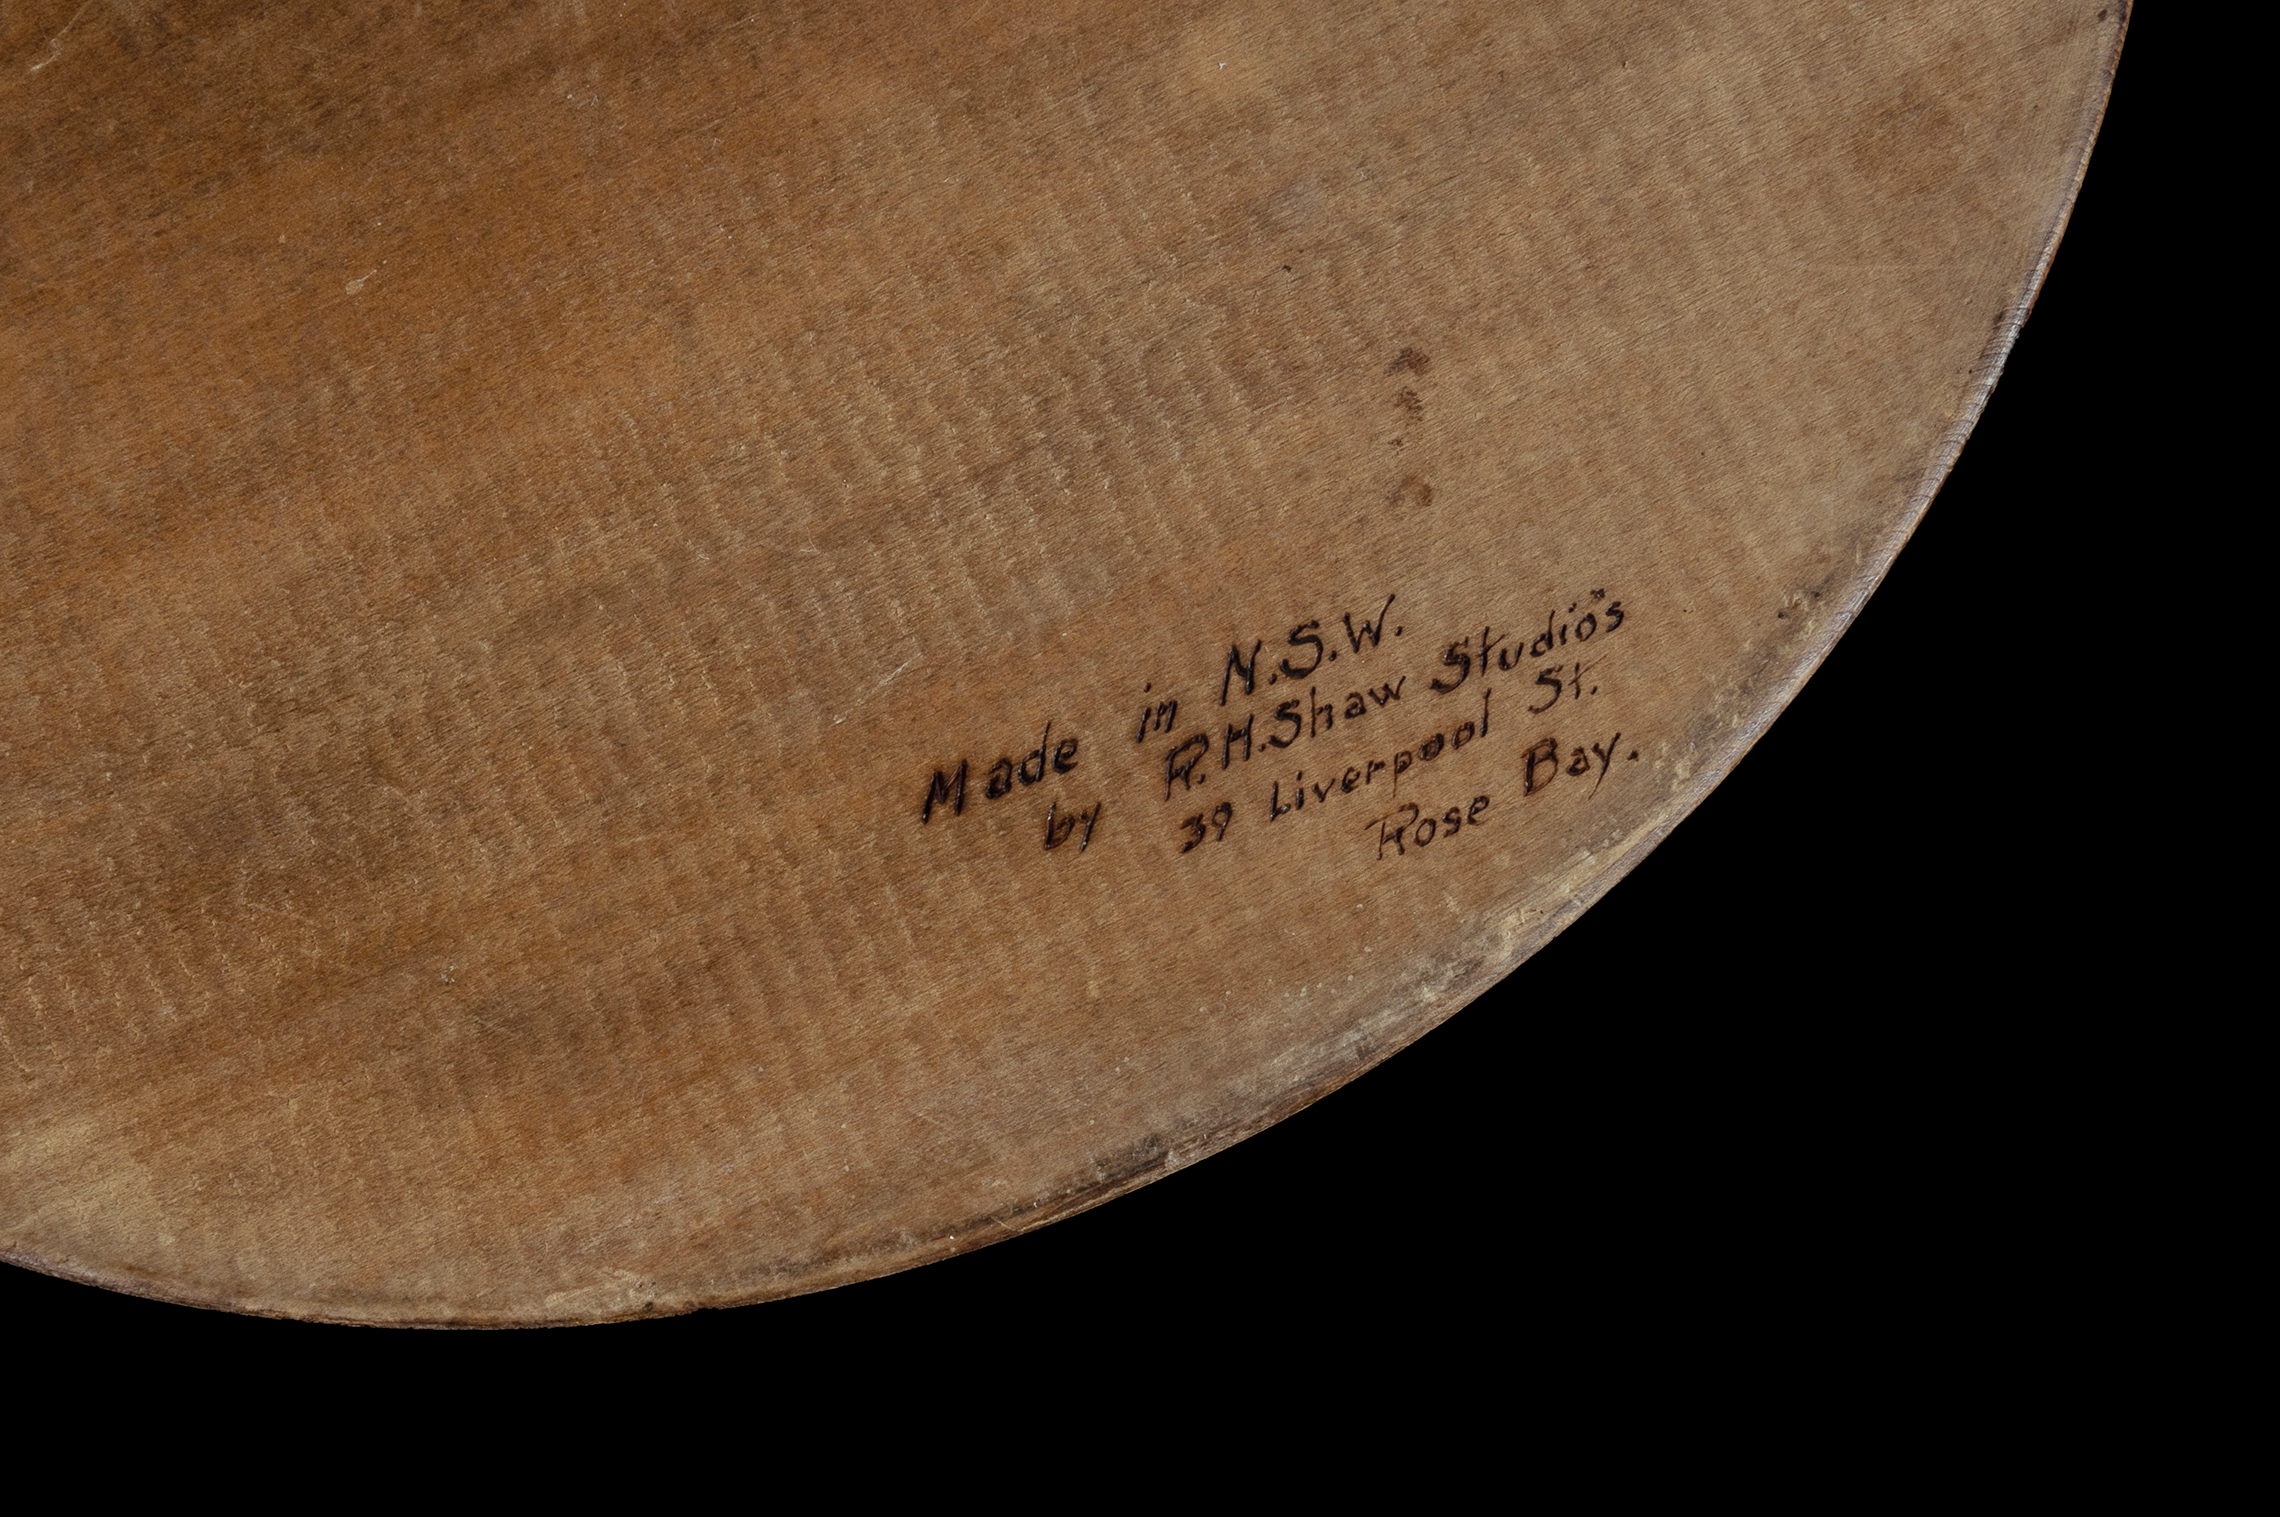 Made in N.S.W.
by R.H.Shaw Studio's
39 Liverpool St.
Rose Bay.